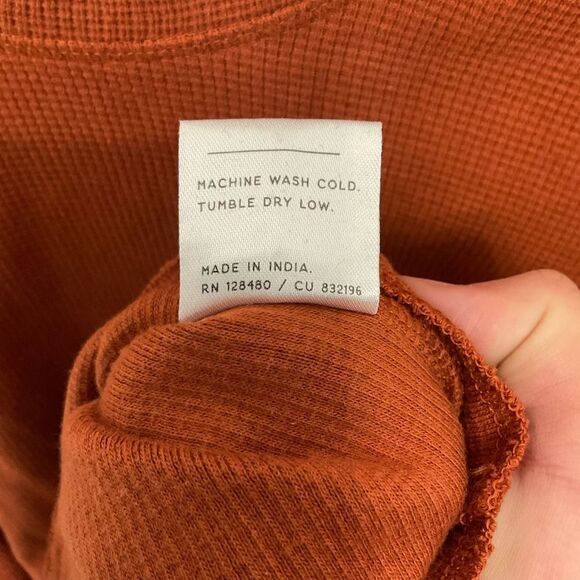 MACHINE WASH COLD.
TUMBLE DRY LOW.
MADE IN INDIA.
RN 128480 / CU 832196